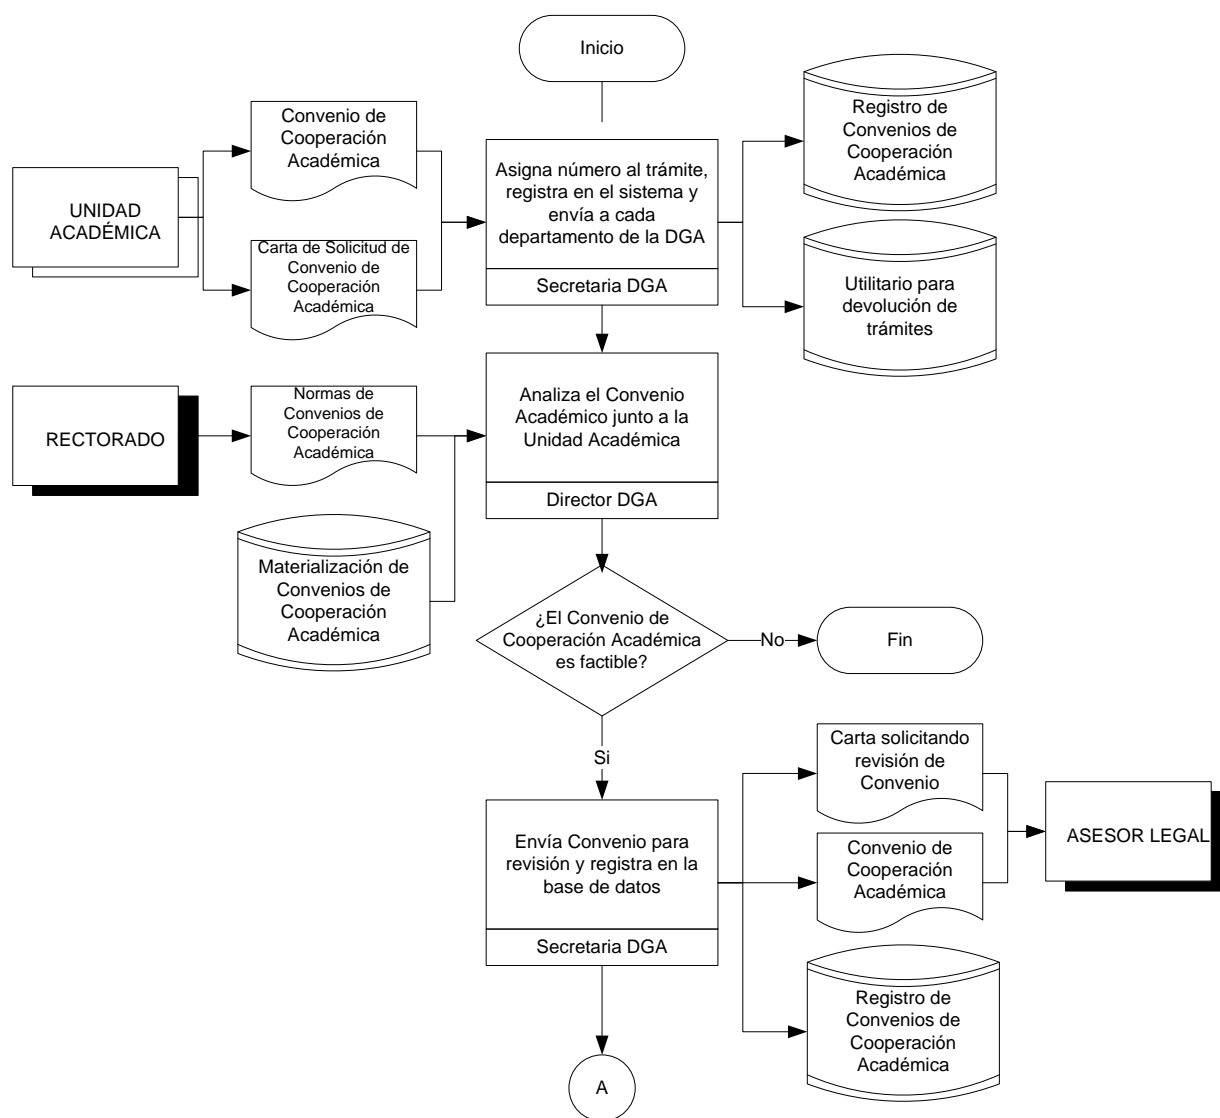 Inicio
Convenio de
Cooperación
Académica
UNIDAD
ACADÉMICA
Carta de Solicitud de
Convenio de
Cooperación
Académica
Asigna número al trámite,
registra en el sistema y
envía a cada
departamento de la DGA
Secretaria DGA
Registro de
Convenios de
Cooperación
Académica
Utilitario para
devolución de
trámites
RECTORADO
Normas de
Convenios de
Cooperación
Académica
Analiza el Convenio
Académico junto a la
Unidad Académica
Director DGA
Materialización de
Convenios de
Cooperación
Académica
¿El Convenio de
Cooperación Académica
es factible?
No
Fin
Si
Envía Convenio para
revisión y registra en la
base de datos
Secretaria DGA
Carta solicitando
revisión de
Convenio
Convenio de
Cooperación
Académica
ASESOR LEGAL
Registro de
Convenios de
Cooperación
Académica
A